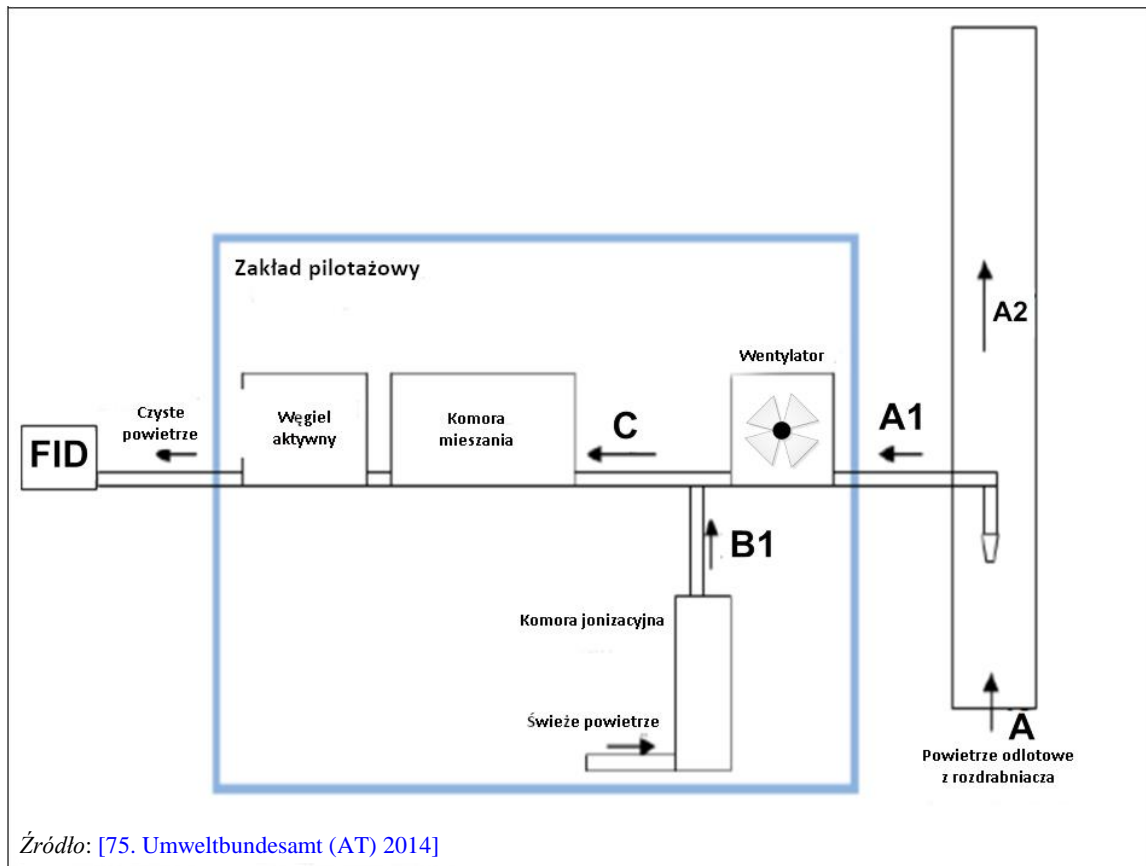 Zakład pilotażowy
A2
Wentylator
Czyste
powietrze
Węgiel
aktywny
Komora
mieszania
C
A1
FID
B1
Komora jonizacyjna
Świeże powietrze
A
Powietrze odlotowe
z rozdrabniacza
Źródło: [75. Umweltbundesamt (AT) 2014]